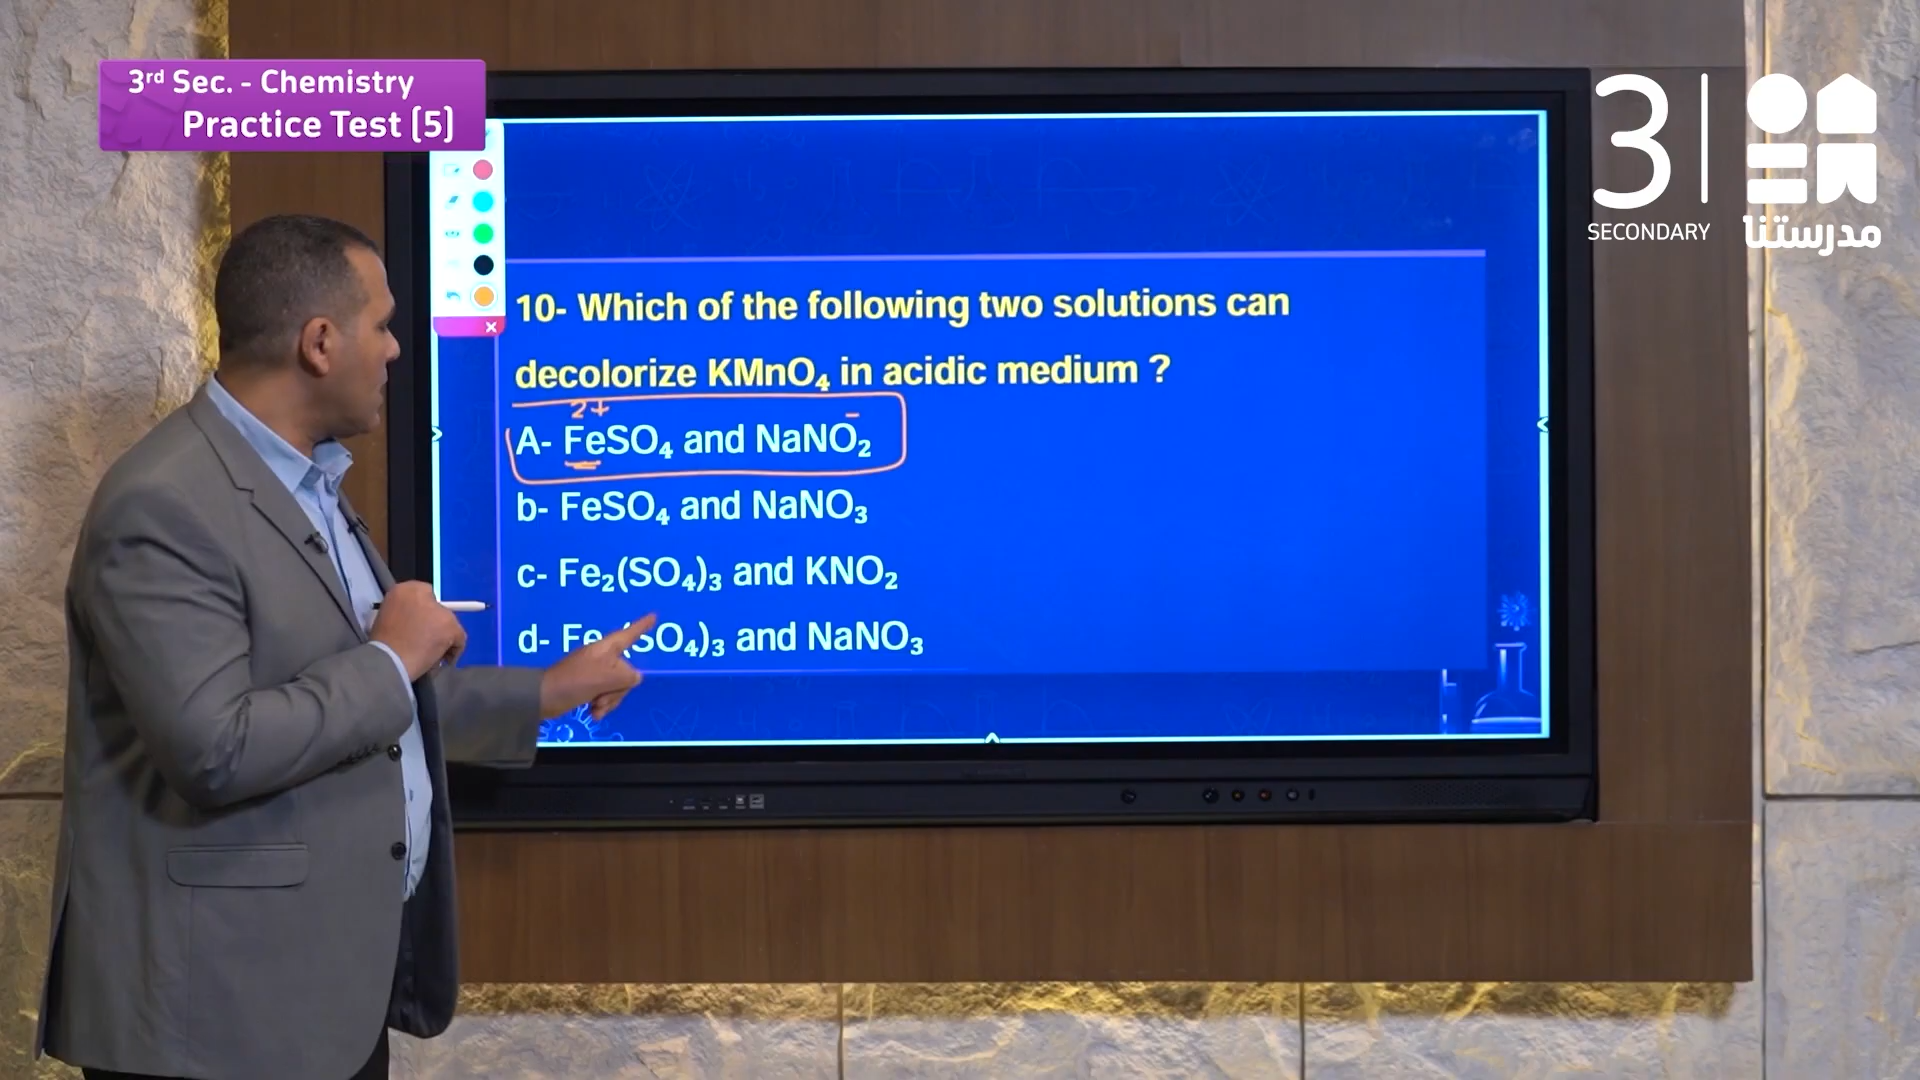 3rd Sec. - Chemistry
Practice Test (5)
3
SECONDARY
مدرستنا
10- Which of the following two solutions can
decolorize KMnO₄ in acidic medium ?
2+ -
A- FeSO₄ and NaNO₂
b- FeSO₄ and NaNO₃
c- Fe₂(SO₄)₃ and KNO₂
d- Fe (SO₄)₃ and NaNO₃